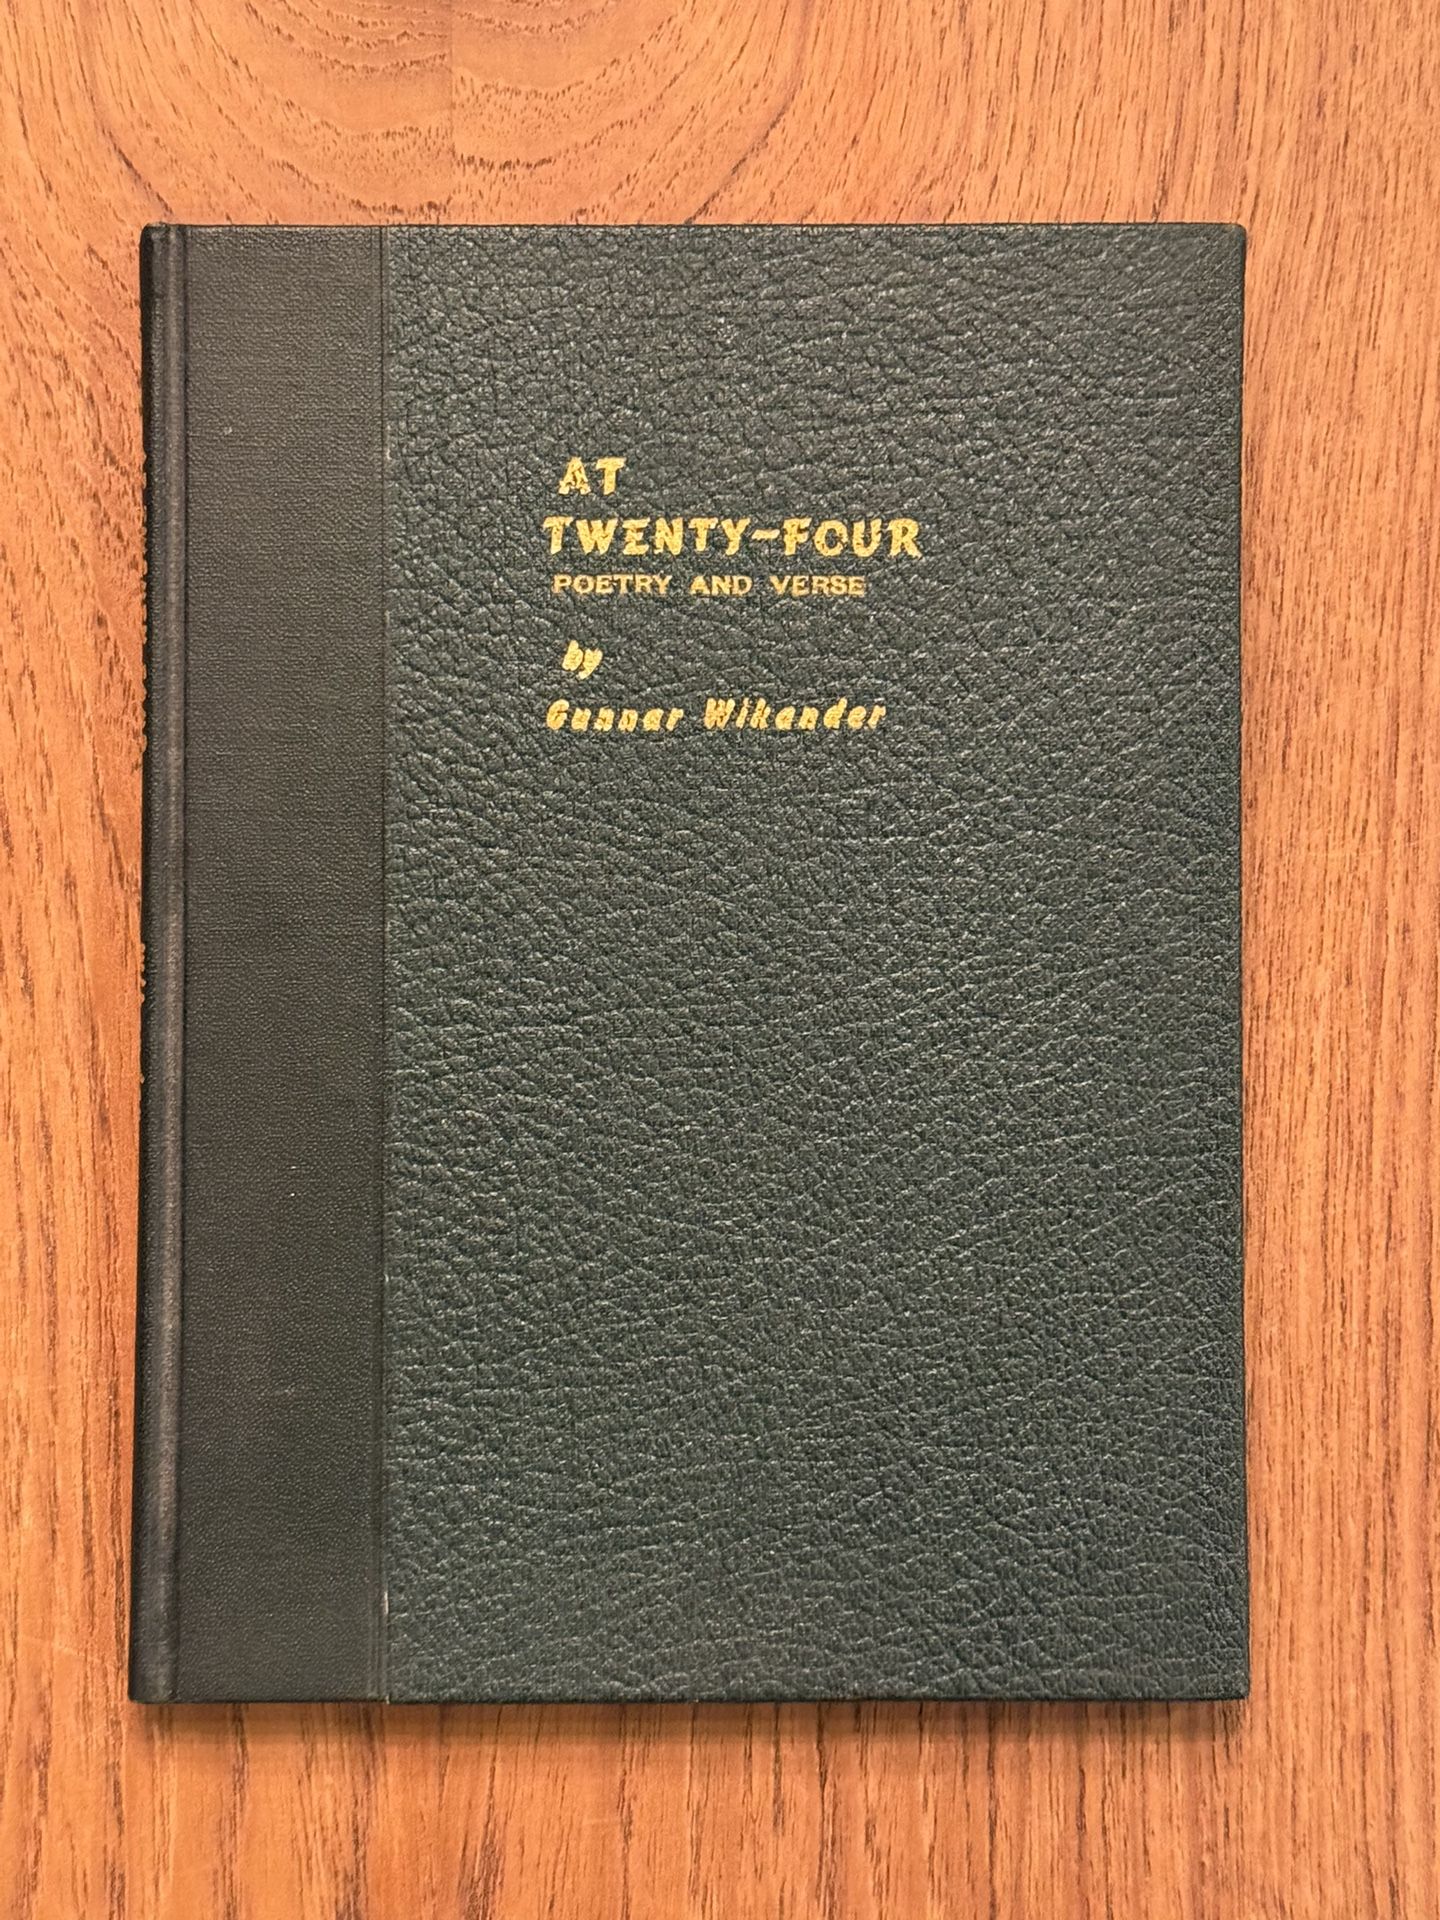 AT
TWENTY-FOUR
POETRY AND VERSE
by
Gunnar Wikander